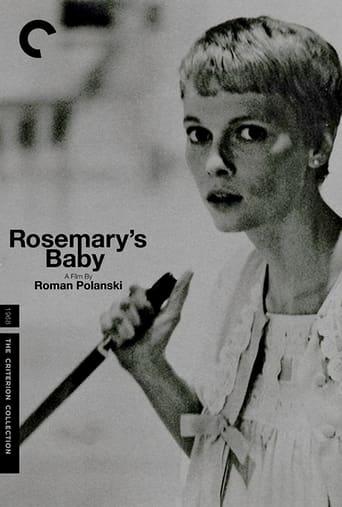 Rosemary's
Baby
A Film By
Roman Polanski
1968
THE CRITERION COLLECTION